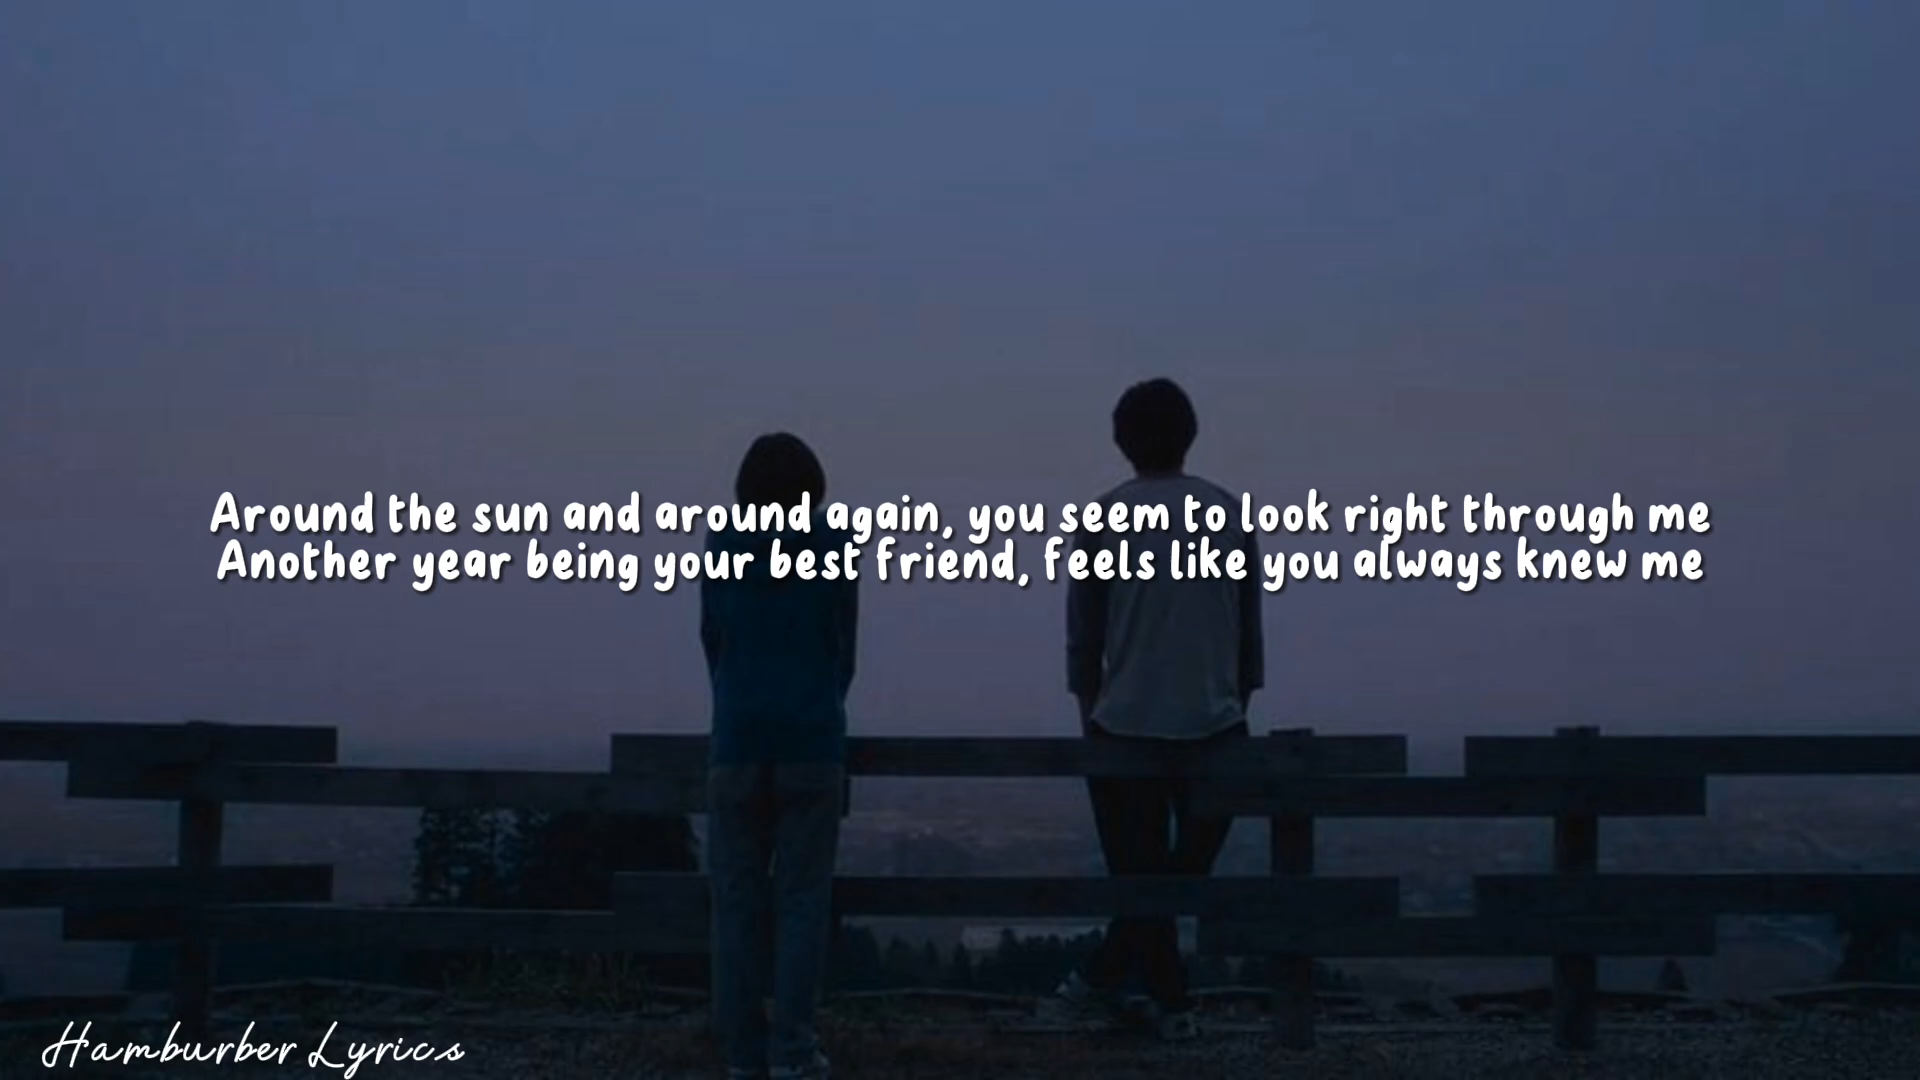 Around the sun and around again, you seem to look right through me
Another year being your best friend, feels like you always knew me
Hamburber Lyrics